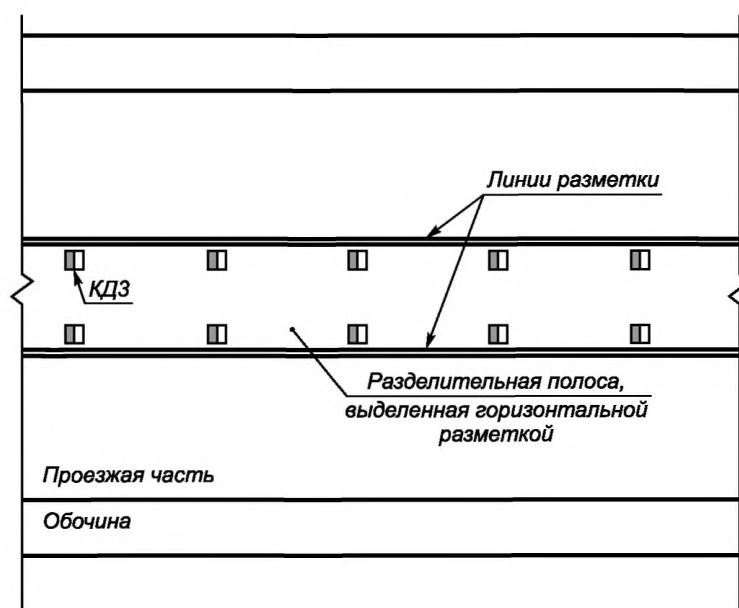 Линии разметки
КДЗ
Разделительная полоса,
выделенная горизонтальной
разметкой
Проезжая часть
Обочина